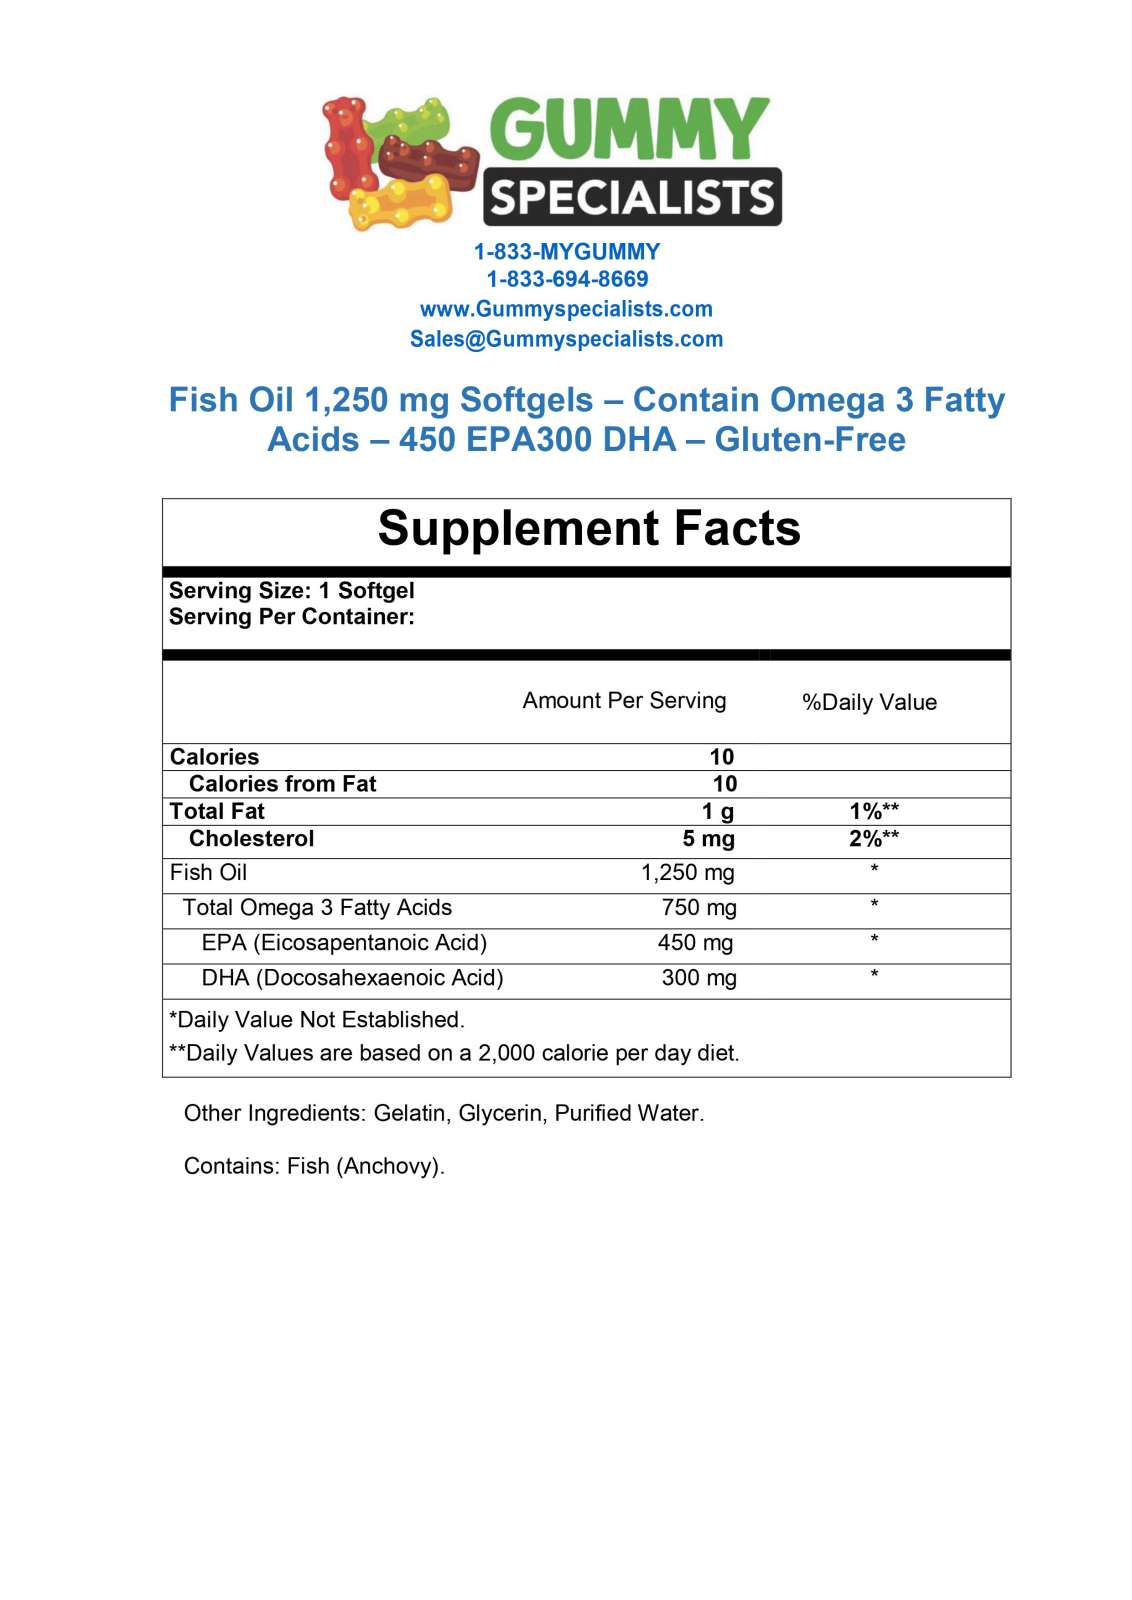 GUMMY
SPECIALISTS
1-833-MYGUMMY
1-833-694-8669
www.Gummyspecialists.com
Sales@Gummyspecialists.com
Fish Oil 1,250 mg Softgels – Contain Omega 3 Fatty
Acids – 450 EPA300 DHA – Gluten-Free
Supplement Facts
Serving Size: 1 Softgel
Serving Per Container:
Amount Per Serving %Daily Value
Calories 10
Calories from Fat 10
Total Fat 1 g 1%**
Cholesterol 5 mg 2%**
Fish Oil 1,250 mg *
Total Omega 3 Fatty Acids 750 mg *
EPA (Eicosapentanoic Acid) 450 mg *
DHA (Docosahexaenoic Acid) 300 mg *
*Daily Value Not Established.
**Daily Values are based on a 2,000 calorie per day diet.
Other Ingredients: Gelatin, Glycerin, Purified Water.
Contains: Fish (Anchovy).